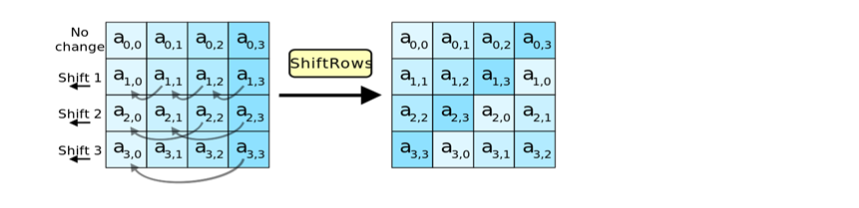 No
change
a0,0 a0,1 a0,2 a0,3
Shift 1
a1,0 a1,1 a1,2 a1,3
Shift 2
a2,0 a2,1 a2,2 a2,3
Shift 3
a3,0 a3,1 a3,2 a3,3
ShiftRows
a0,0 a0,1 a0,2 a0,3
a1,1 a1,2 a1,3 a1,0
a2,2 a2,3 a2,0 a2,1
a3,3 a3,0 a3,1 a3,2